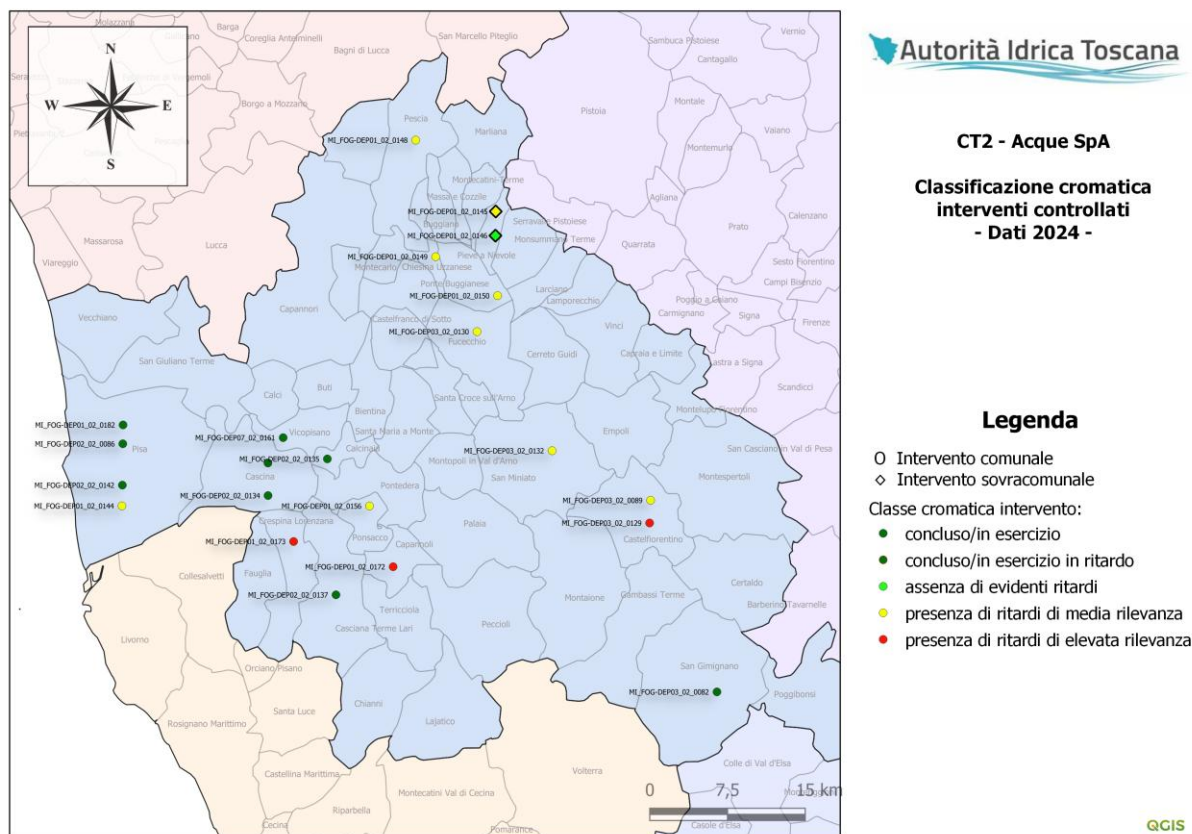 Molazzana
Barga
Coreglia Antelminelli
San Marcello Piteglio
Sambuca Pistoiese
Vernio
Cantagallo
Bagni di Lucca
N
W
E
S
Borgo a Mozzano
Pistoia
Montale
Vaiano
Pescia
Marliana
Montemurlo
MI_FOG-DEP01_02_0148
Agliana
Montecatini-Terme
Calenzano
Massa e Cozzile
Prato
MI_FOG-DEP01_02_0145
Serravalle Pistoiese
Buggiano
MI_FOG-DEP01_02_0146
Monsummano Terme
Massarosa
Lucca
Quarrata
Pieve a Nievole
MI_FOG-DEP01_02_0149
Sesto Fiorentino
Viareggio
Montecarlo
Chiesina Uzzanese
Campi Bisenzio
Ponte Buggianese
Larciano
MI_FOG-DEP01_02_0150
Lamporecchio
Poggio a Caiano
Capannori
Carmignano
Signa
Vecchiano
Castelfranco di Sotto
Firenze
MI_FOG-DEP03_02_0130
Vinci
Fucecchio
San Giuliano Terme
Cerreto Guidi
Capraia e Limite
Lastra a Signa
Scandicci
Calci
Buti
Santa Croce sull'Arno
Bientina
Montelupo Fiorentino
MI_FOG-DEP01_02_0182
Santa Maria a Monte
Empoli
MI_FOG-DEP02_02_0086
Pisa
Vicopisano
MI_FOG-DEP07_02_0161
Calcinaia
San Casciano in Val di Pesa
MI_FOG-DEP03_02_0132
MI_FOG-DEP02_02_0135
Montopoli in Val d'Arno
Cascina
San Miniato
Montespertoli
MI_FOG-DEP02_02_0142
Pontedera
MI_FOG-DEP02_02_0134
MI_FOG-DEP03_02_0089
MI_FOG-DEP01_02_0144
MI_FOG-DEP01_02_0156
Crespina Lorenzana
Palaia
MI_FOG-DEP03_02_0129
Ponsacco
Castelfiorentino
MI_FOG-DEP01_02_0173
Capannoli
MI_FOG-DEP01_02_0172
Collesalvetti
Fauglia
Certaldo
MI_FOG-DEP02_02_0137
Montaione
Gambassi Terme
Terricciola
Barberino Tavarnelle
Peccioli
Casciana Terme Lari
Livorno
Orciano Pisano
San Gimignano
MI_FOG-DEP03_02_0082
Chianni
Poggibonsi
Santa Luce
Lajatico
Rosignano Marittimo
Colle di Val d'Elsa
Volterra
Castellina Marittima
0 7,5 15 km
Montecatini Val di Cecina
Riparbella
Cecina
Pomarance
Casole d'Elsa
Autorità Idrica Toscana
CT2 - Acque SpA
Classificazione cromatica
interventi controllati
- Dati 2024 -
Legenda
Intervento comunale
Intervento sovracomunale
Classe cromatica intervento:
concluso/in esercizio
concluso/in esercizio in ritardo
assenza di evidenti ritardi
presenza di ritardi di media rilevanza
presenza di ritardi di elevata rilevanza
QGIS